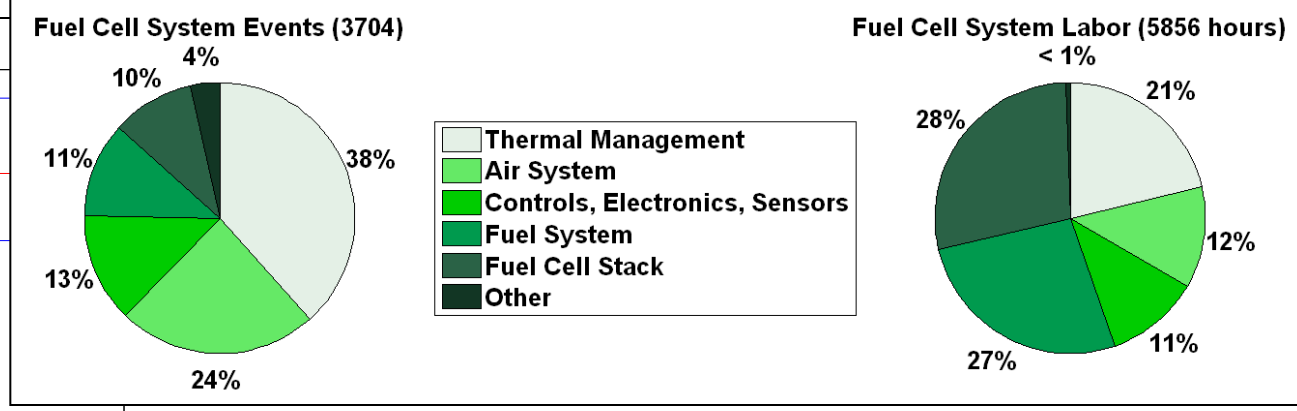 Fuel Cell System Events (3704)
4%
10%
11%
38%
13%
24%
Thermal Management
Air System
Controls, Electronics, Sensors
Fuel System
Fuel Cell Stack
Other
Fuel Cell System Labor (5856 hours)
< 1%
21%
28%
12%
11%
27%